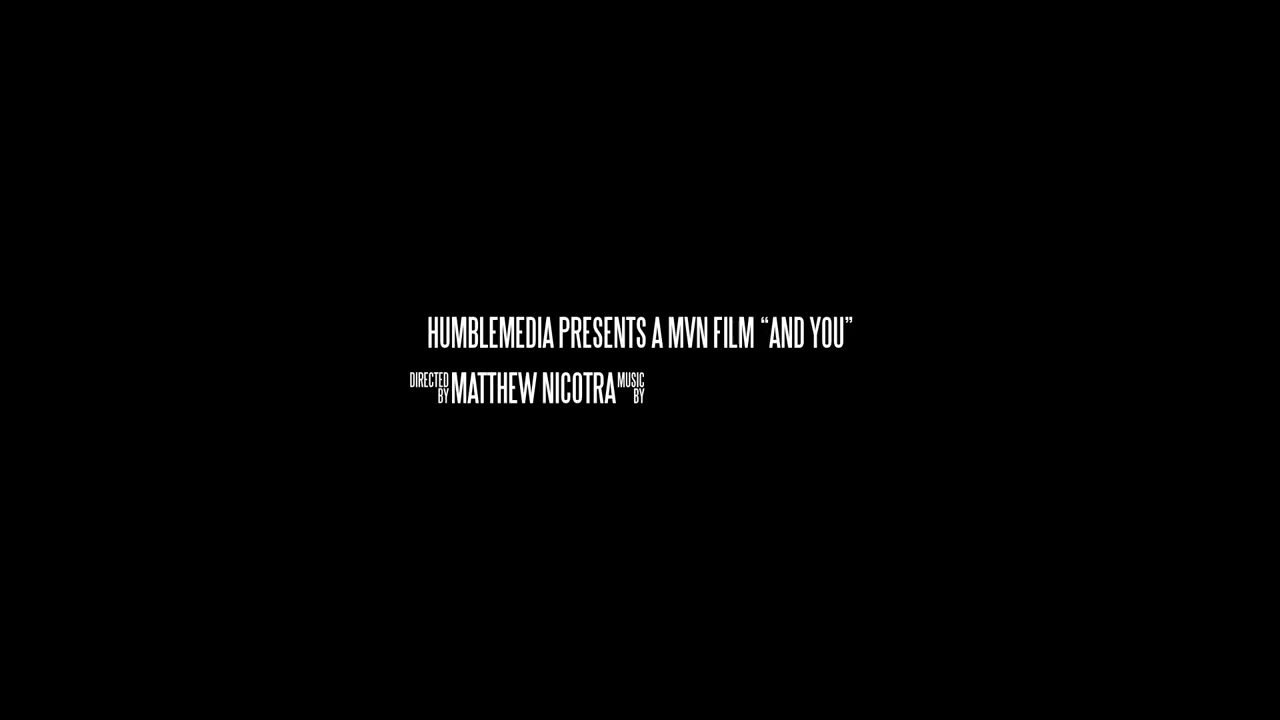 HUMBLEMEDIA PRESENTS A MVN FILM “AND YOU”
DIRECTED BY MATTHEW NICOTRA MUSIC BY